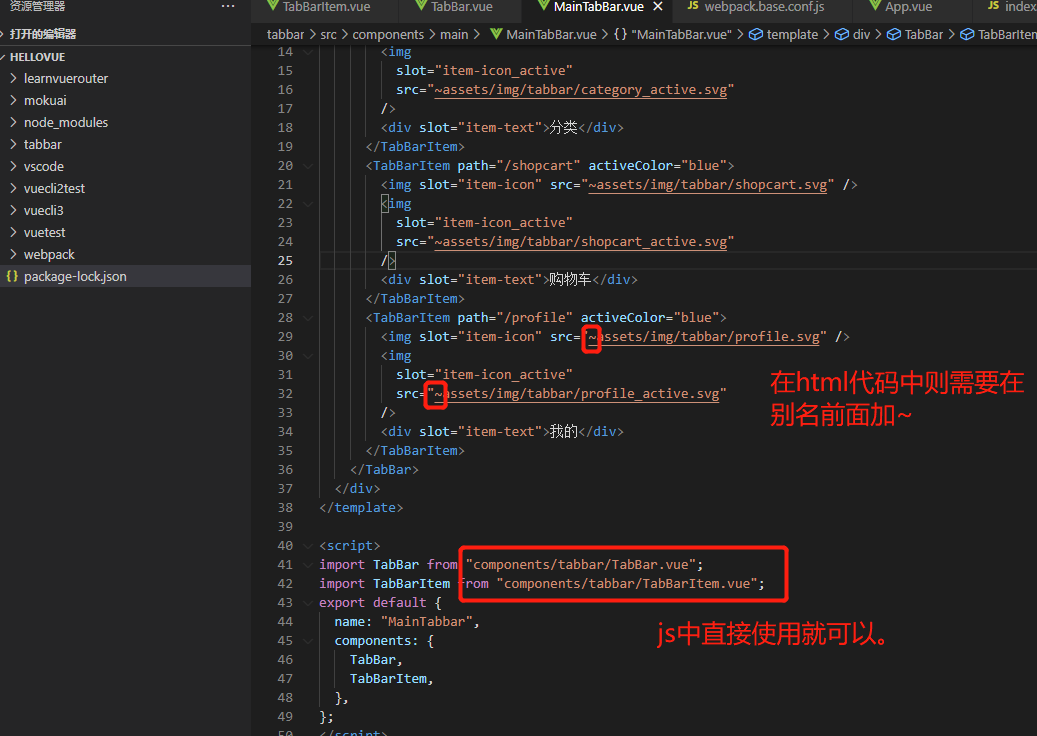 资源管理器 ···
TabBarItem.vue TabBar.vue MainTabBar.vue × JS webpack.base.conf.js App.vue JS index
打开的编辑器
HELLOVUE
learnvuerouter
mokuai
node_modules
tabbar
vscode
vuecli2test
vuecli3
vuetest
webpack
{} package-lock.json
tabbar > src > components > main > MainTabBar.vue > {} "MainTabBar.vue" > template > div > TabBar > TabBarItem
14 <img
15 slot="item-icon_active"
16 src="~assets/img/tabbar/category_active.svg"
17 />
18 <div slot="item-text">分类</div>
19 </TabBarItem>
20 <TabBarItem path="/shopcart" activeColor="blue">
21 <img slot="item-icon" src="~assets/img/tabbar/shopcart.svg" />
22 <img
23 slot="item-icon_active"
24 src="~assets/img/tabbar/shopcart_active.svg"
25 />
26 <div slot="item-text">购物车</div>
27 </TabBarItem>
28 <TabBarItem path="/profile" activeColor="blue">
29 <img slot="item-icon" src="~assets/img/tabbar/profile.svg" />
30 <img
31 slot="item-icon_active"
32 src="~assets/img/tabbar/profile_active.svg"
33 />
34 <div slot="item-text">我的</div>
35 </TabBarItem>
36 </TabBar>
37 </div>
38 </template>
39
40 <script>
41 import TabBar from "components/tabbar/TabBar.vue";
42 import TabBarItem from "components/tabbar/TabBarItem.vue";
43 export default {
44 name: "MainTabbar",
45 components: {
46 TabBar,
47 TabBarItem,
48 },
49 };
50 </script>
在html代码中则需要在
别名前面加~
js中直接使用就可以。